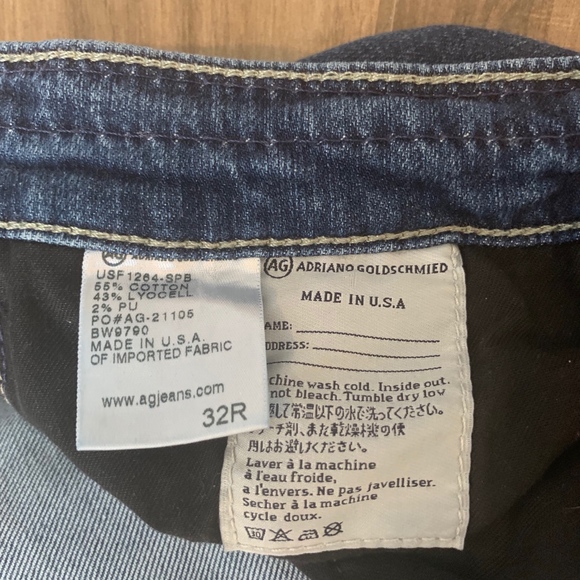 AG
USF1264-SPB
55% COTTON
43% LYOCELL
2% PU
PO#AG-21105
BW9790
MADE IN U.S.A.
OF IMPORTED FABRIC
www.agjeans.com
32R
AG ADRIANO GOLDSCHMIED
MADE IN U.S.A
AME:
DDRESS:
chine wash cold. Inside out.
not bleach. Tumble dry low
して常温以下の水で洗ってください。
ーチ剤、また乾燥機の使
用はお避けください。
Laver à la machine
à l'eau froide,
a l'envers. Ne pas javelliser.
Secher à la machine
cycle doux.
30